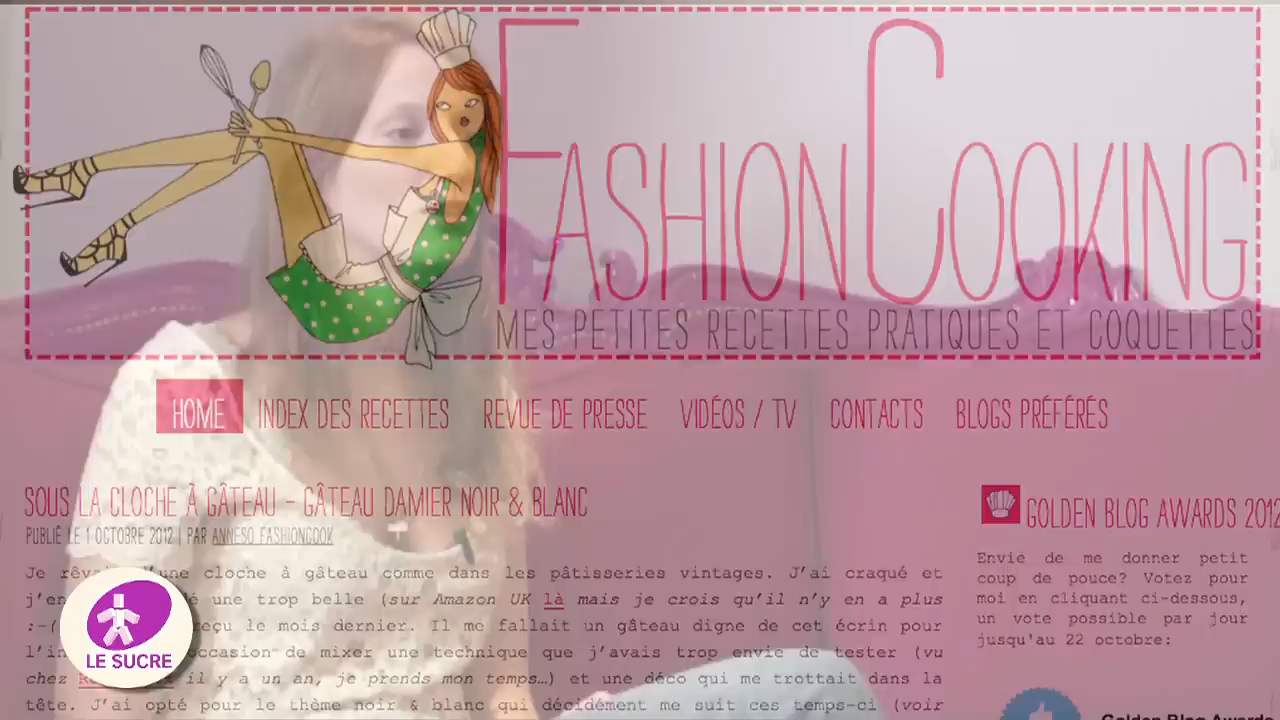 FASHION COOKING
MES PETITES RECETTES PRATIQUES ET COQUETTES
HOME INDEX DES RECETTES REVUE DE PRESSE VIDÉOS / TV CONTACTS BLOGS PRÉFÉRÉS
SOUS LA CLOCHE À GÂTEAU – GÂTEAU DAMIER NOIR & BLANC
PUBLIÉ LE 1 OCTOBRE 2012 | PAR ANNESO FASHIONCOOK
Je une cloche à gâteau comme dans les pâtisseries vintages. J'ai craqué et
une trop belle (sur Amazon UK là mais je crois qu'il n'y en a plus
:-( reçu le mois dernier. Il me fallait un gâteau digne de cet écrin pour
occasion de mixer une technique que j'avais trop envie de tester (vu
chez il y a un an, je prends mon temps…) et une déco qui me trottait dans la
tête. J'ai opté pour le thème noir & blanc qui décidément me suit ces temps-ci (voir
GOLDEN BLOG AWARDS 2012
Envie de me donner petit
coup de pouce? Votez pour
moi en cliquant ci-dessous,
un vote possible par jour
jusqu'au 22 octobre:
Golden Blog
LE SUCRE